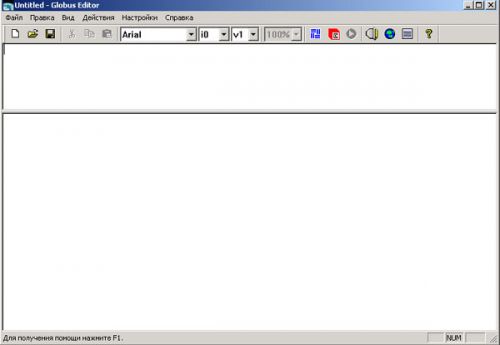 Untitled - Globus Editor
Файл Правка Вид Действия Настройки Справка
Arial i0 v1 100%
Для получения помощи нажмите F1.
NUM